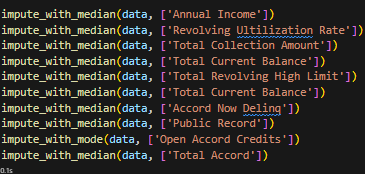 impute_with_median(data, ['Annual Income'])
impute_with_median(data, ['Revolving Ultilization Rate'])
impute_with_median(data, ['Total Collection Amount'])
impute_with_median(data, ['Total Current Balance'])
impute_with_median(data, ['Total Revolving High Limit'])
impute_with_median(data, ['Total Current Balance'])
impute_with_median(data, ['Accord Now Delinq'])
impute_with_median(data, ['Public Record'])
impute_with_mode(data, ['Open Accord Credits'])
impute_with_median(data, ['Total Accord'])
0.1s